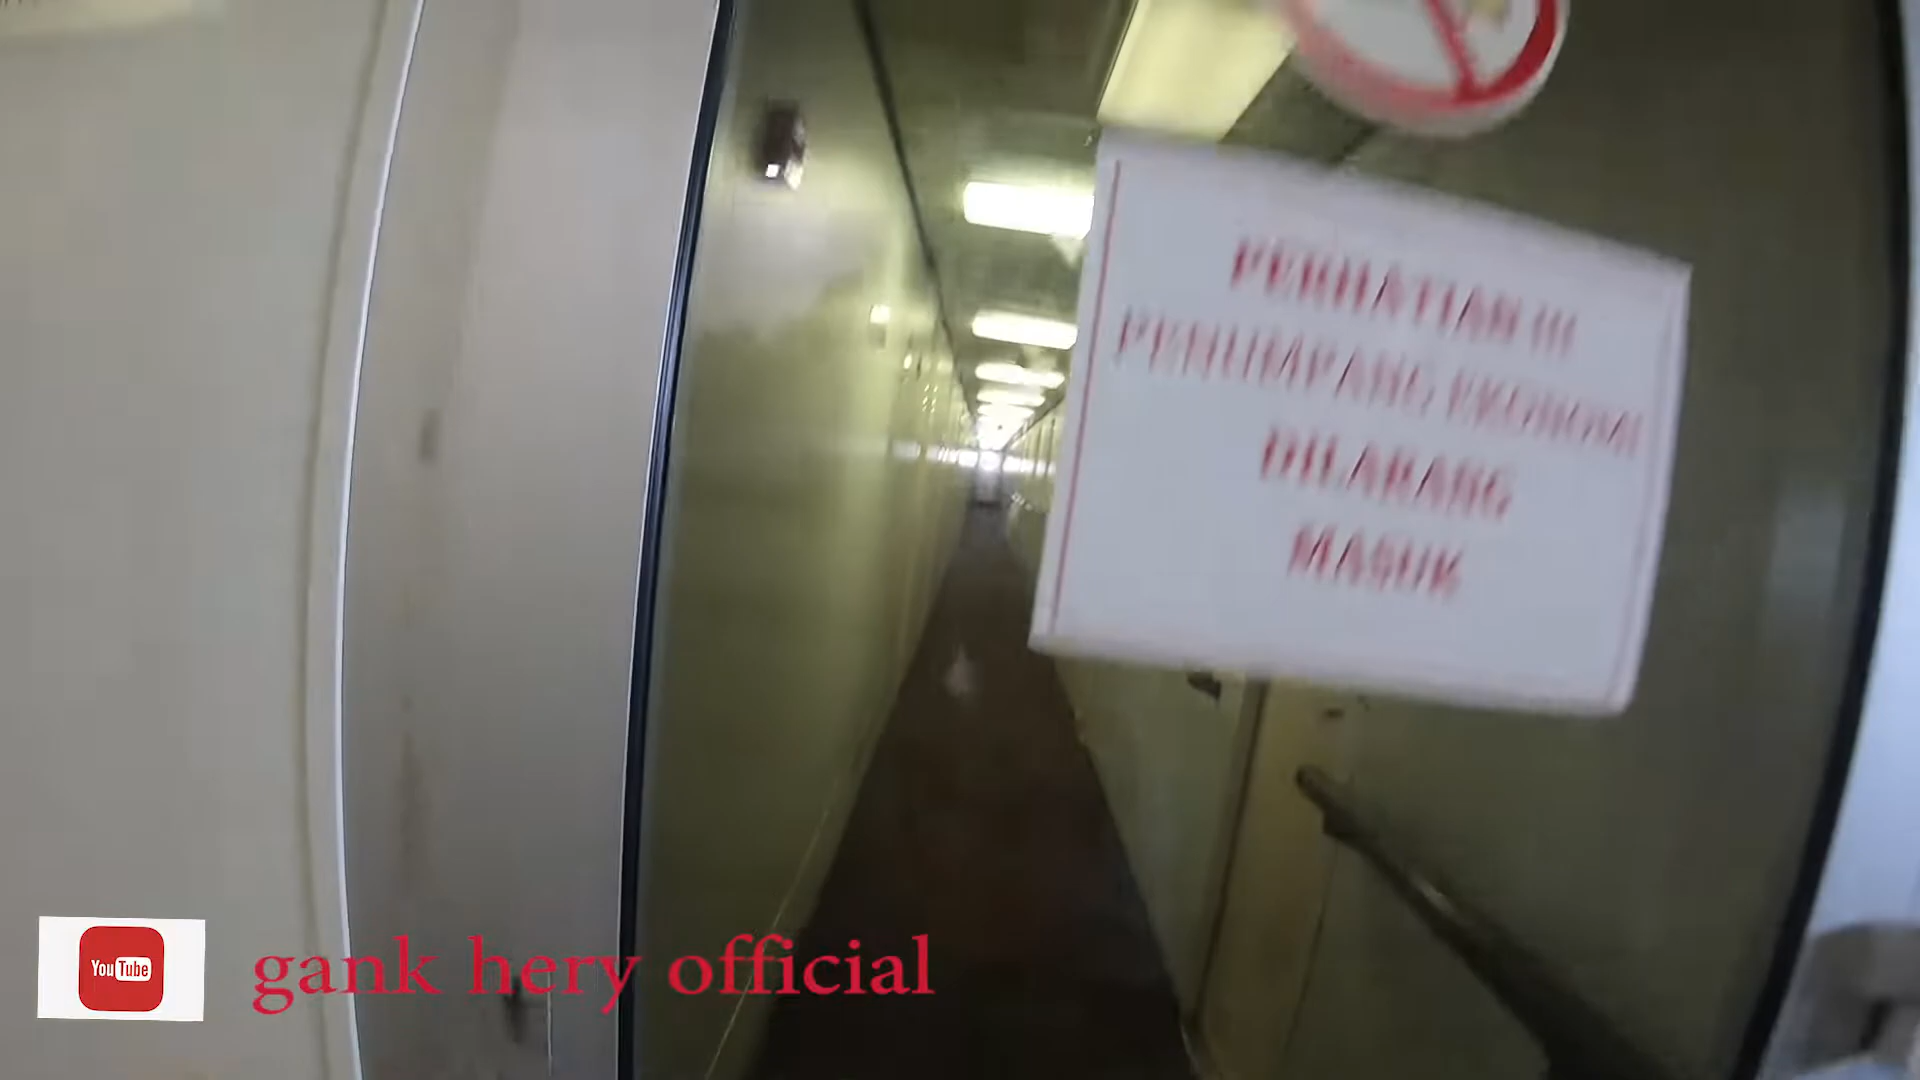 PERHATIAN !!!
PENUMPANG EKONOMI
DILARANG
MASUK
YouTube
gank hery official